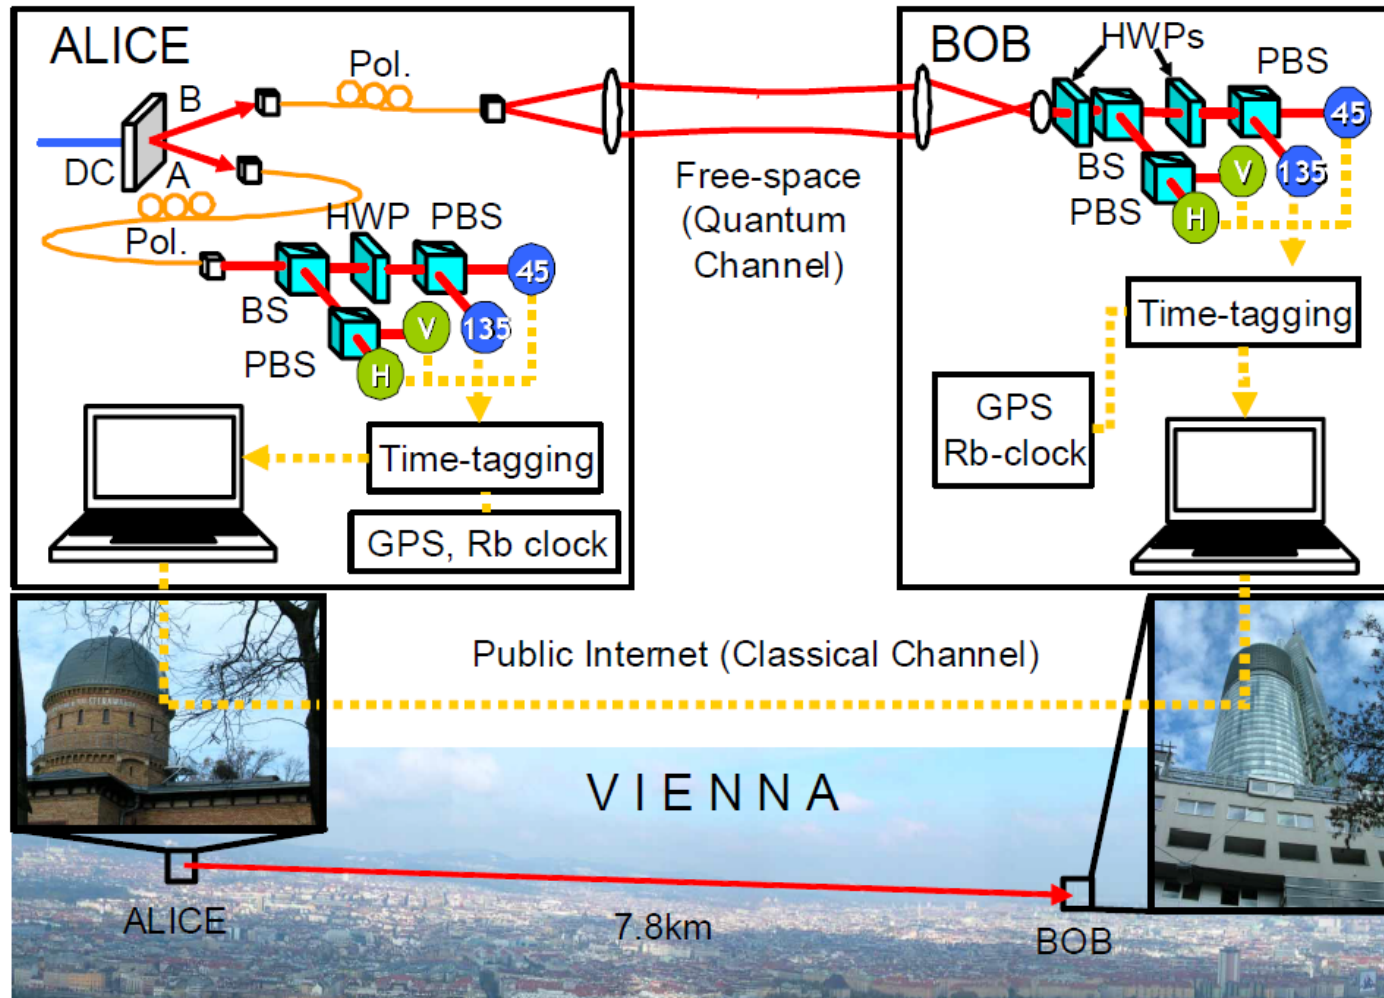 ALICE
Pol.
B
DC
A
Pol.
HWP PBS
45
BS
V
135
PBS
H
Time-tagging
GPS, Rb clock
Free-space
(Quantum
Channel)
BOB
HWPs
PBS
45
BS
V
135
PBS
H
Time-tagging
GPS
Rb-clock
Public Internet (Classical Channel)
VIENNA
ALICE
7.8km
BOB